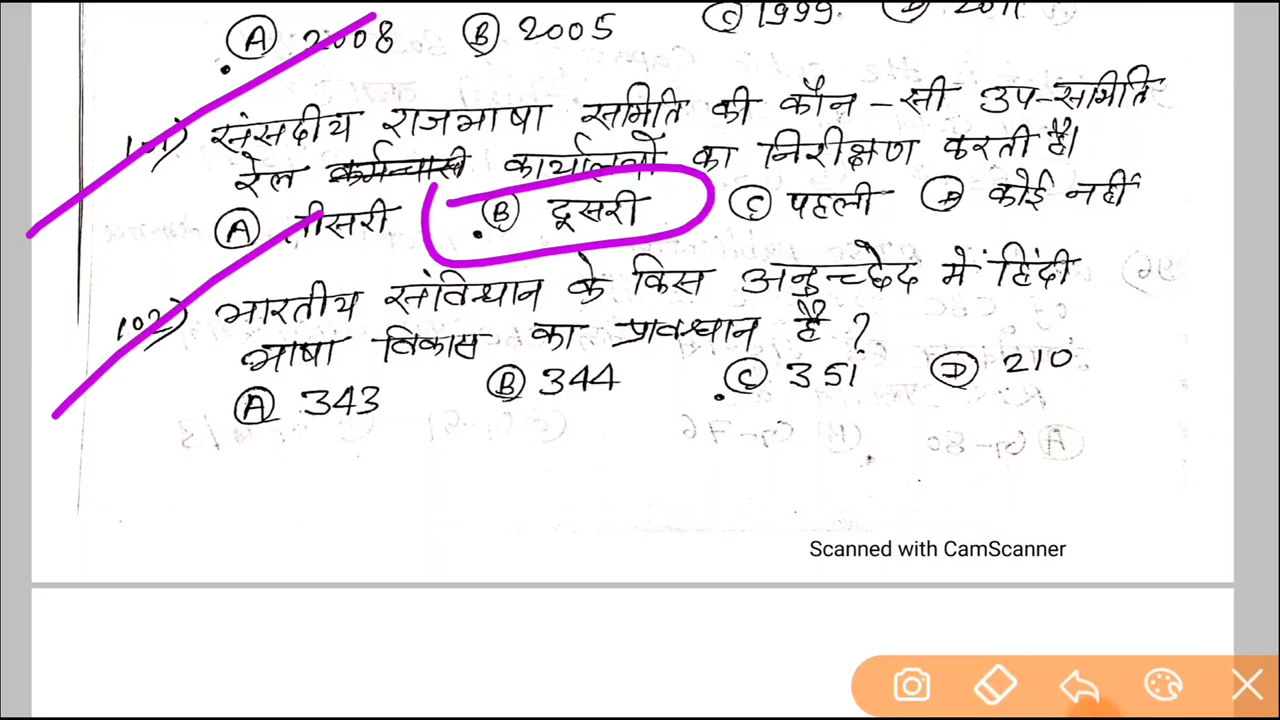 Ⓐ 2008 Ⓑ 2005 Ⓒ 1999 Ⓓ 2011
101) संसदीय राजभाषा समिति की कौन-सी उप-समिति
रेल कर्मचारी कार्यालयों का निरीक्षण करती है।
Ⓐ तीसरी Ⓑ दूसरी Ⓒ पहली Ⓓ कोई नहीं
102) भारतीय संविधान के किस अनुच्छेद में हिंदी
भाषा विकास का प्रावधान है ?
Ⓐ 343 Ⓑ 344 Ⓒ 351 Ⓓ 210
Scanned with CamScanner